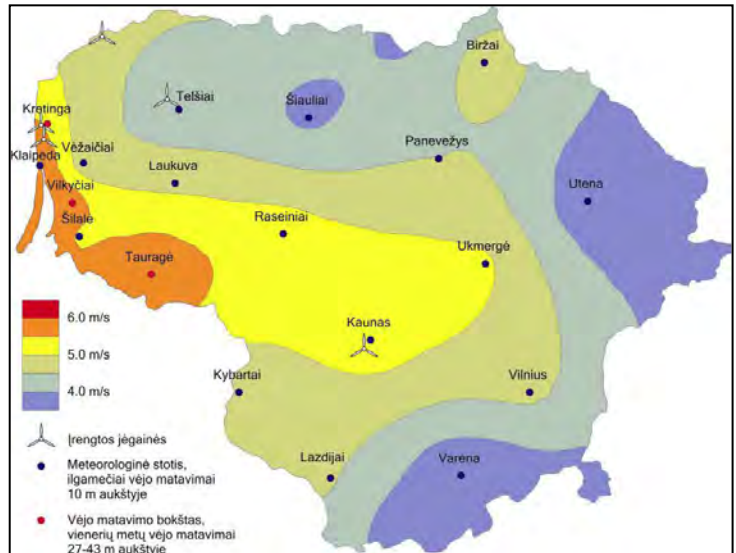 Biržai
Telšiai
Šiauliai
Kretinga
Panevėžys
Klaipėda
Vėžaičiai
Laukuva
Vilkyčiai
Utena
Šilalė
Raseiniai
Ukmergė
Tauragė
6.0 m/s
5.0 m/s
4.0 m/s
Kaunas
Kybartai
Vilnius
Lazdijai
Varėna
Įrengtos jėgainės
Meteorologinė stotis,
ilgamečiai vėjo matavimai
10 m aukštyje
Vėjo matavimo bokštas,
vienerių metų vėjo matavimai
27-43 m aukštyje